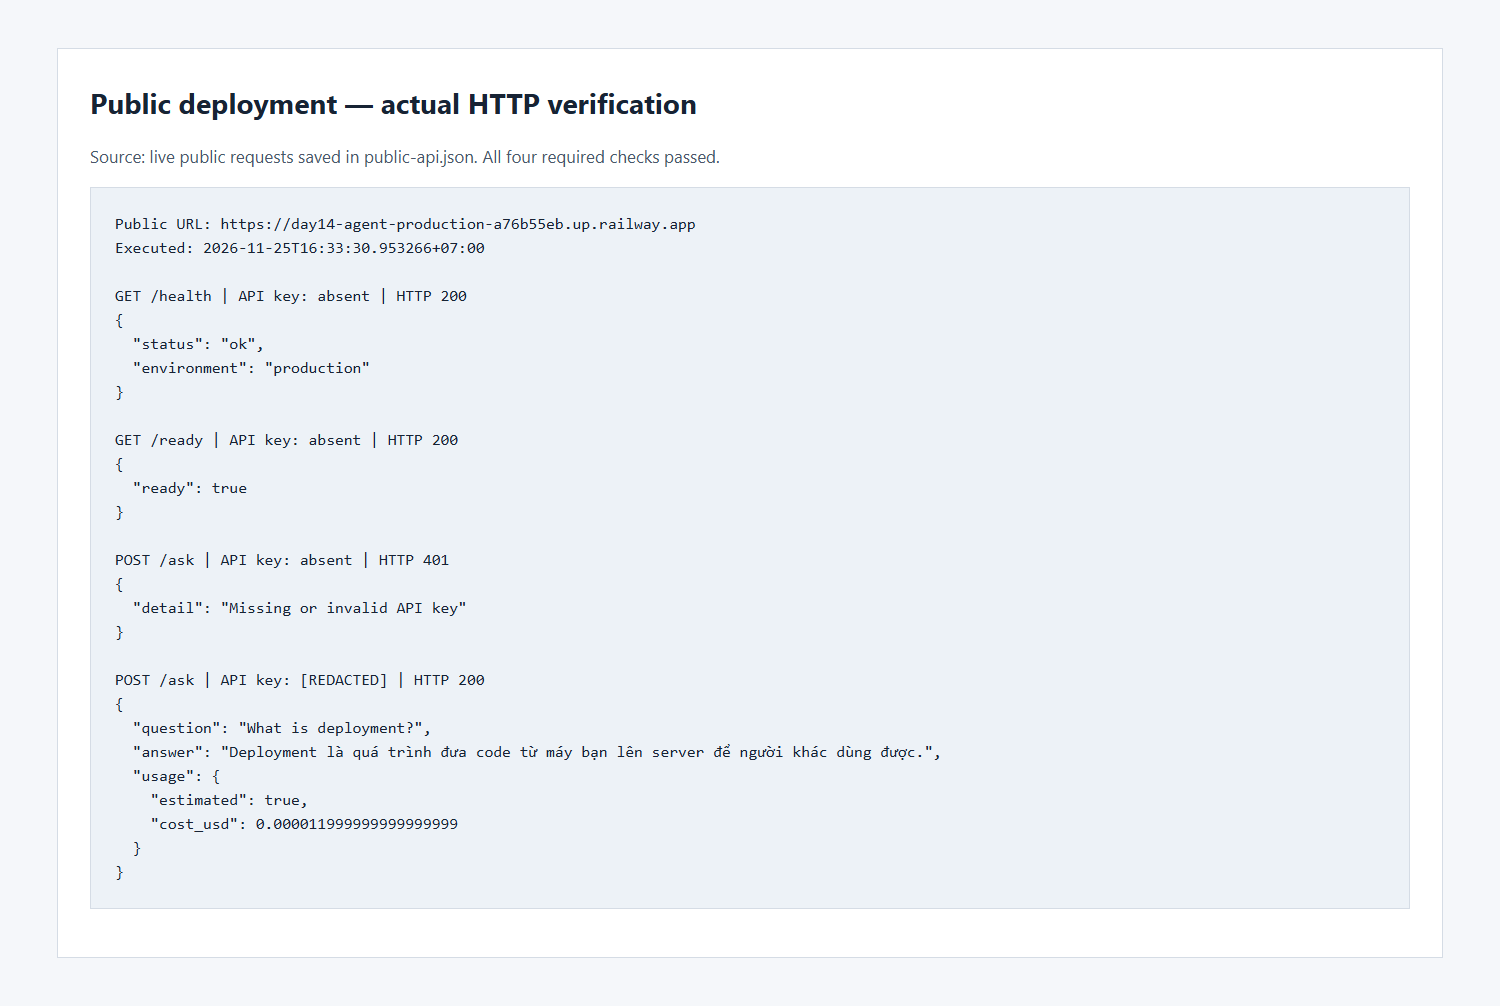 Public deployment — actual HTTP verification
Source: live public requests saved in public-api.json. All four required checks passed.
Public URL: https://day14-agent-production-a76b55eb.up.railway.app
Executed: 2026-11-25T16:33:30.953266+07:00
GET /health | API key: absent | HTTP 200
{
  "status": "ok",
  "environment": "production"
}
GET /ready | API key: absent | HTTP 200
{
  "ready": true
}
POST /ask | API key: absent | HTTP 401
{
  "detail": "Missing or invalid API key"
}
POST /ask | API key: [REDACTED] | HTTP 200
{
  "question": "What is deployment?",
  "answer": "Deployment là quá trình đưa code từ máy bạn lên server để người khác dùng được.",
  "usage": {
    "estimated": true,
    "cost_usd": 0.000011999999999999999
  }
}